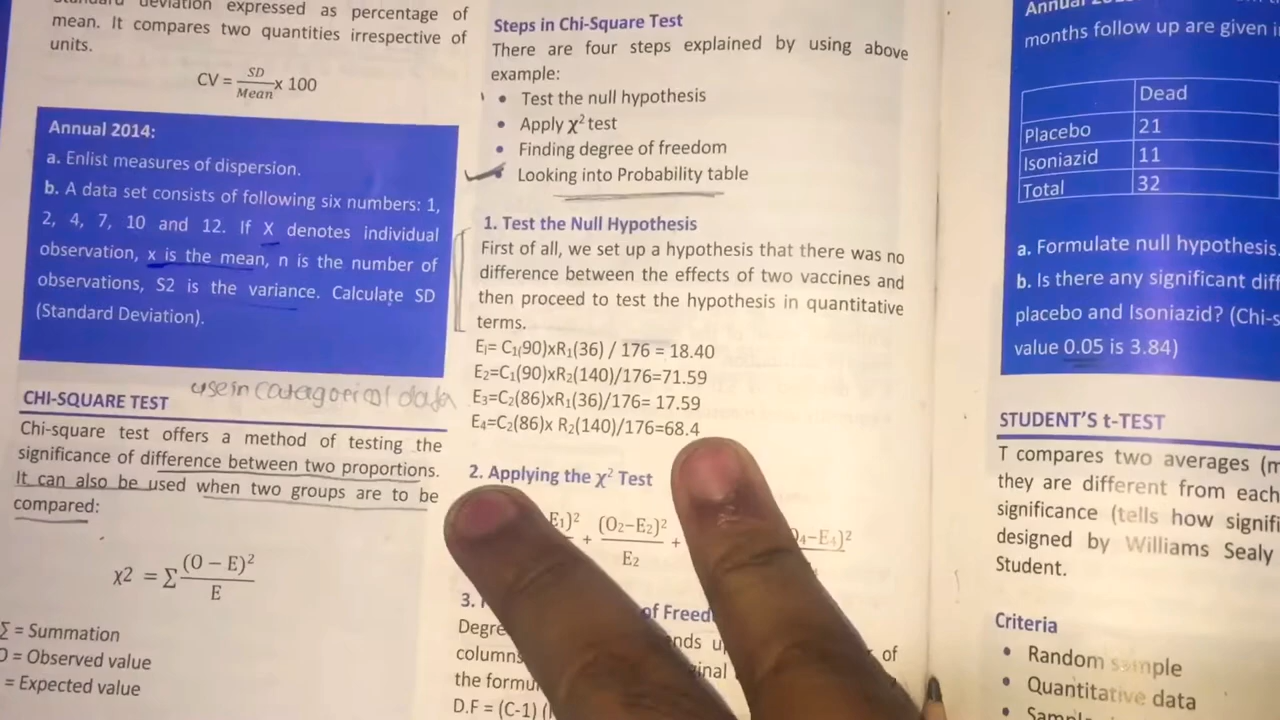 standard deviation expressed as percentage of
mean. It compares two quantities irrespective of
units.
CV = SD/Mean x 100
Annual 2014:
a. Enlist measures of dispersion.
b. A data set consists of following six numbers: 1,
2, 4, 7, 10 and 12. If X denotes individual
observation, x is the mean, n is the number of
observations, S2 is the variance. Calculate SD
(Standard Deviation).
use in catagorical data
CHI-SQUARE TEST
Chi-square test offers a method of testing the
significance of difference between two proportions.
It can also be used when two groups are to be
compared:
χ2 = Σ (O – E)² / E
Σ = Summation
O = Observed value
= Expected value
Steps in Chi-Square Test
There are four steps explained by using above
example:
• Test the null hypothesis
• Apply χ² test
• Finding degree of freedom
• Looking into Probability table
1. Test the Null Hypothesis
First of all, we set up a hypothesis that there was no
difference between the effects of two vaccines and
then proceed to test the hypothesis in quantitative
terms.
E₁= C₁(90)xR₁(36) / 176 = 18.40
E₂=C₁(90)xR₂(140)/176=71.59
E₃=C₂(86)xR₁(36)/176= 17.59
E₄=C₂(86)x R₂(140)/176=68.4
2. Applying the χ² Test
E₁)² + (O₂–E₂)²/E₂ + –E₄)²
3. of
columns of
the
D.F = (C-1)
Annual
months follow up are given
Dead
Placebo 21
Isoniazid 11
Total 32
a. Formulate null hypothesis.
b. Is there any significant
placebo and Isoniazid?
value 0.05 is 3.84)
STUDENT’S t-TEST
T compares two averages
they are different from each
significance (tells how
designed by Williams Sealy
Student.
Criteria
• Random sample
• Quantitative data